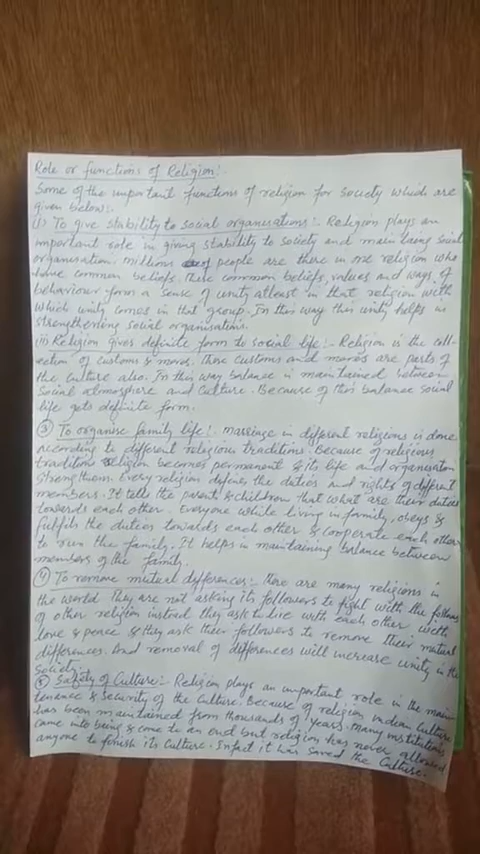 Role or functions of Religion:-
Some of the important functions of religion for society which are
given below:-
(i) To give stability to social organisations:- Religion plays an
important role in giving stability to society and maintaing social
organisation. millions of people are there in one religion who
have common beliefs. These common beliefs, values and ways of
behaviour form a sense of unity atleast in that religion with
which unity comes in that group. In this way this unity helps in
strengthening social organisation.
(ii) Religion gives definite form to social life:- Religion is the coll-
ection of customs & mores. These customs and mores are parts of
the culture also. In this way balance is maintained between
social atmosphere and culture. Because of this balance social
life gets definite form.
③ To organise family life:- marriage in different religions is done
According to different religious traditions. Because of religious
tradition religion becomes permanent & its life and organisation
strengthens. Every religion defines the duties and rights of different
members. It tells the parents & children that what are their duties
towards each other. Everyone while living in family, obeys &
fulfils the duties towards each other & cooperate each other
to run the family. It helps in maintaining balance between
members of the family.
④ To remove mutual differences:- there are many religions in
the world. They are not asking its followers to fight with the
of other religion instead they ask to live with each other with
love & peace & they ask their followers to remove their mutual
differences. And removal of differences will increase unity in the
Society.
⑤ Safety of Culture:- Religion plays an important role in the main-
tenance & security of the Culture. Because of religion Indian Culture
has been maintained from thousands of years. Many institutions
came into being & come to an end but religion has never allowed
anyone to finish its Culture. Infact it was saved the Culture.